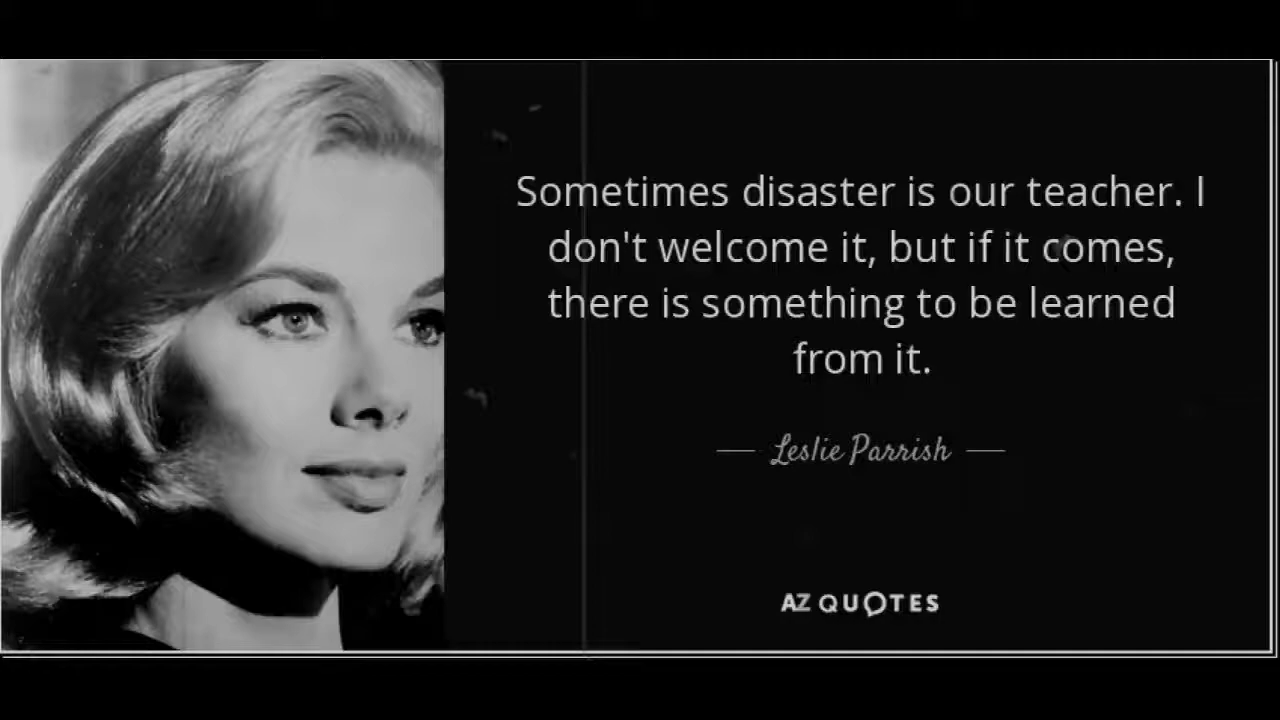 Sometimes disaster is our teacher. I
don't welcome it, but if it comes,
there is something to be learned
from it.
Leslie Parrish
AZ QUOTES